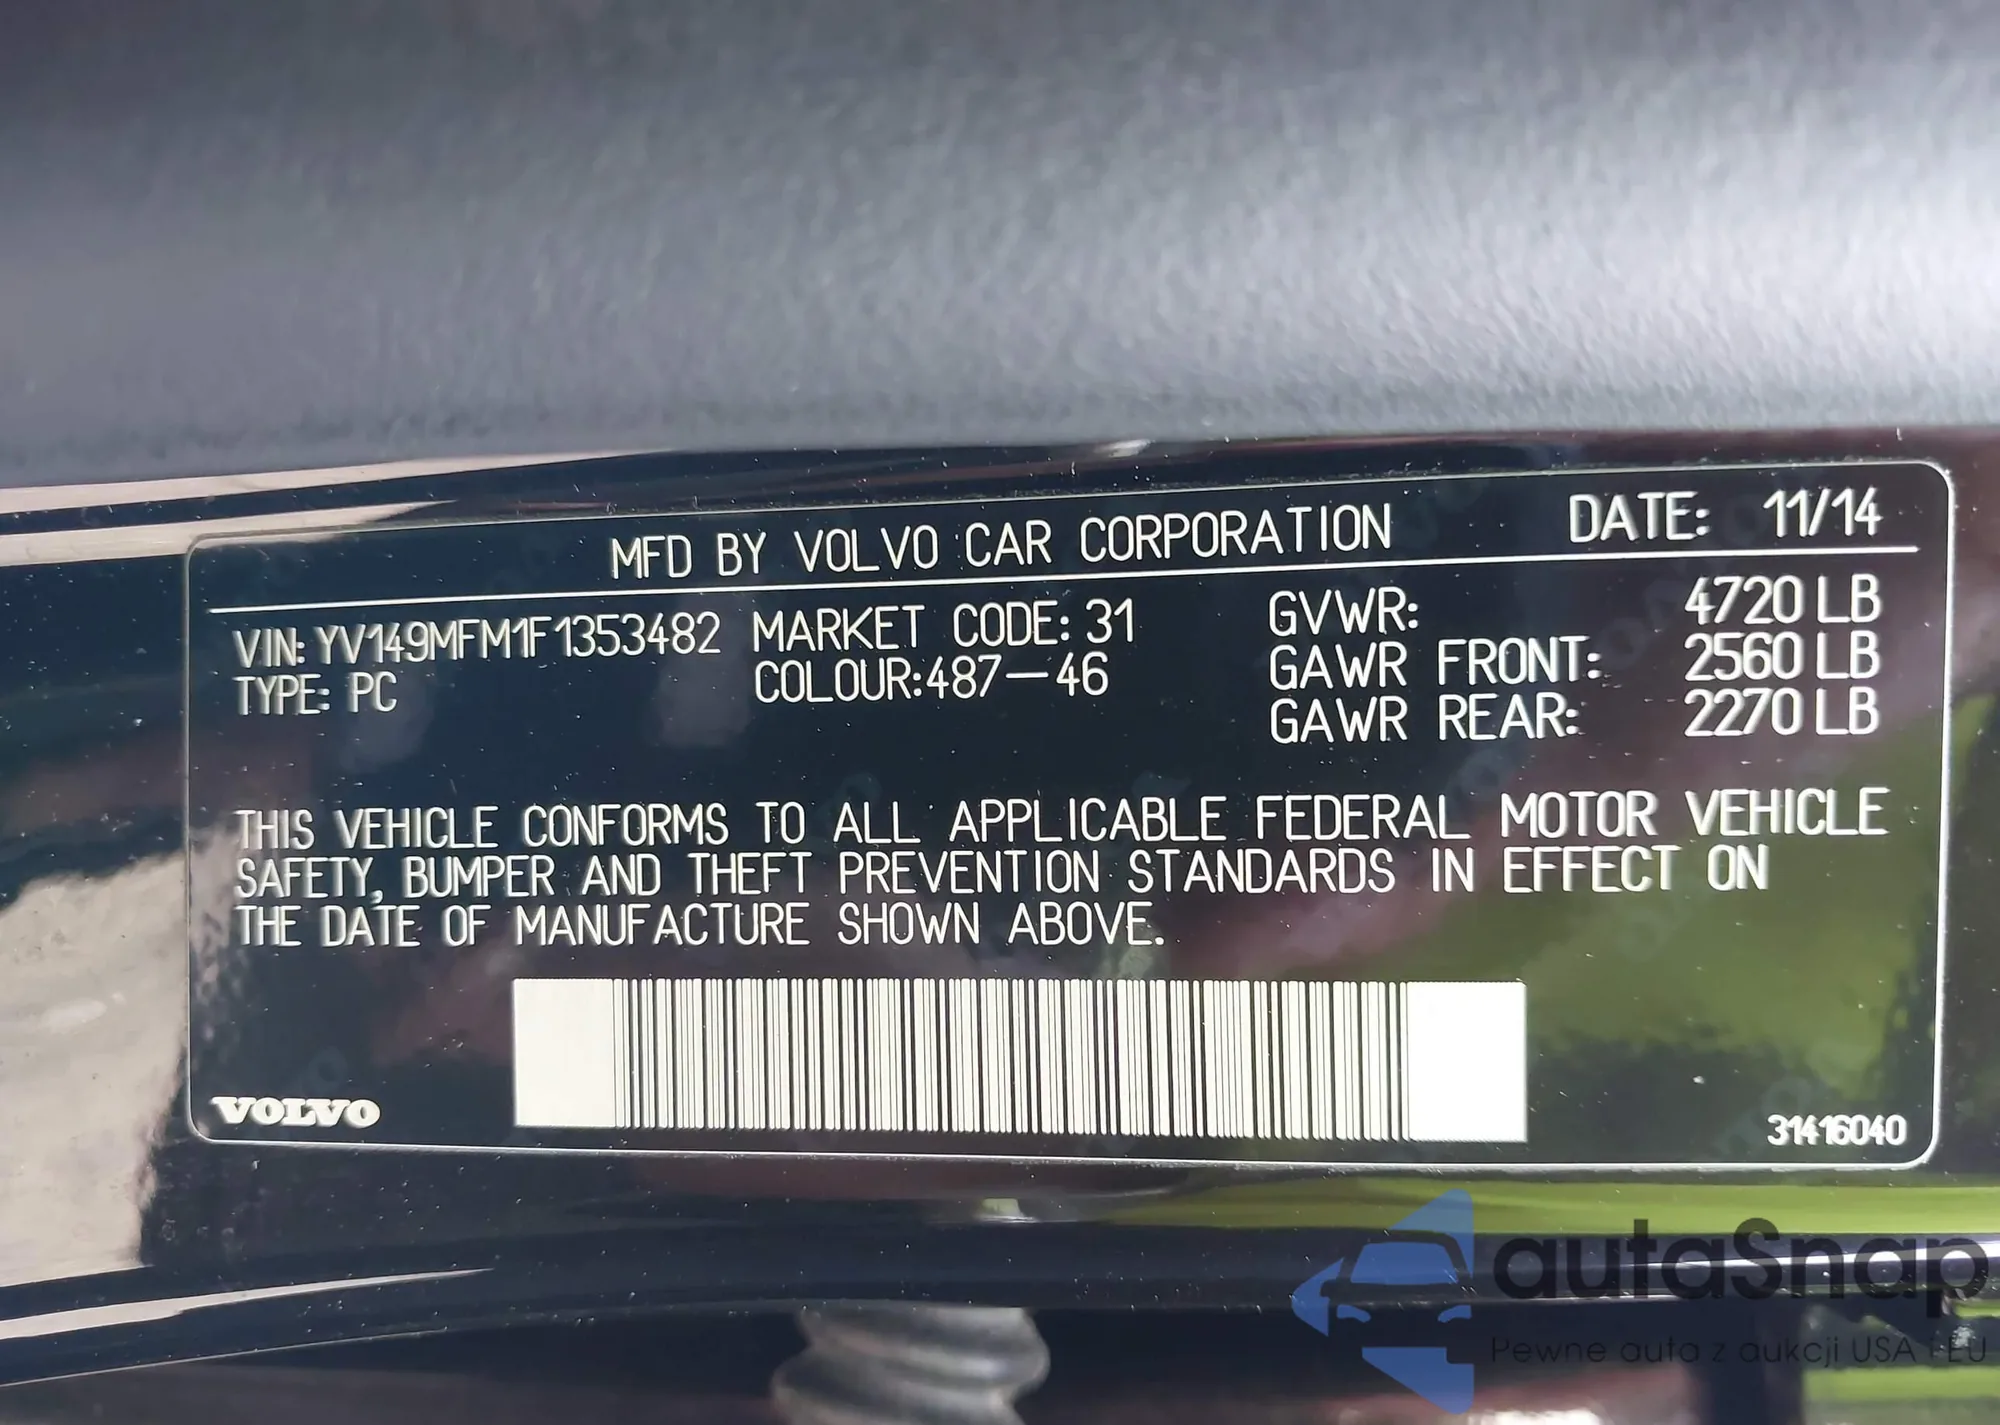 MFD BY VOLVO CAR CORPORATION DATE: 11/14
VIN: YV149MFM1F1353482 MARKET CODE: 31 GVWR: 4720 LB
TYPE: PC COLOUR:487-46 GAWR FRONT: 2560 LB
GAWR REAR: 2270 LB
THIS VEHICLE CONFORMS TO ALL APPLICABLE FEDERAL MOTOR VEHICLE
SAFETY, BUMPER AND THEFT PREVENTION STANDARDS IN EFFECT ON
THE DATE OF MANUFACTURE SHOWN ABOVE.
VOLVO
31416040
autaSnap
Pewne auta z aukcji USA i EU